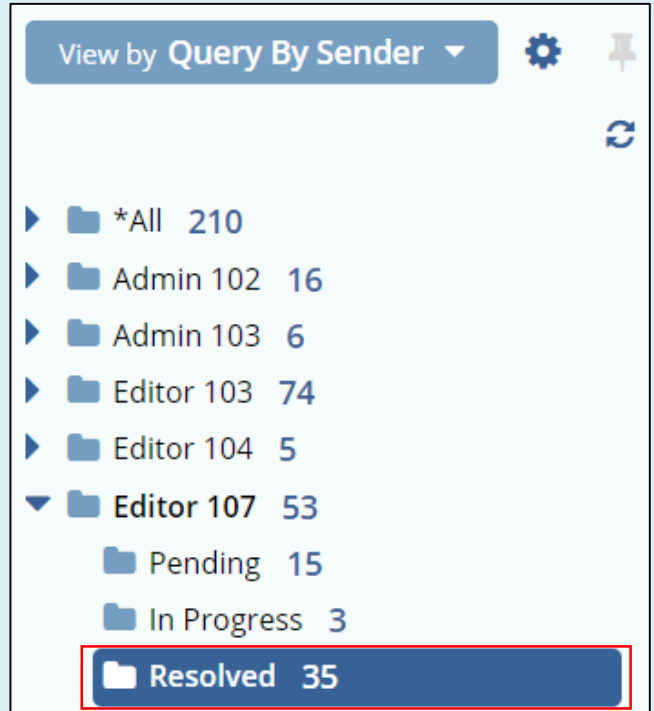 View by Query By Sender
*All 210
Admin 102 16
Admin 103 6
Editor 103 74
Editor 104 5
Editor 107 53
Pending 15
In Progress 3
Resolved 35